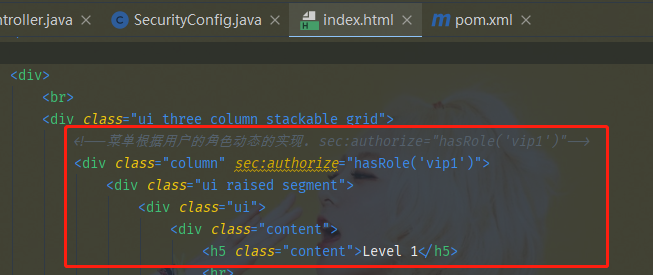 ntroller.java × SecurityConfig.java × index.html × pom.xml ×
<div>
<br>
<div class="ui three column stackable grid">
<!--菜单根据用户的角色动态的实现. sec:authorize="hasRole('vip1')"-->
<div class="column" sec:authorize="hasRole('vip1')">
<div class="ui raised segment">
<div class="ui">
<div class="content">
<h5 class="content">Level 1</h5>
<br>